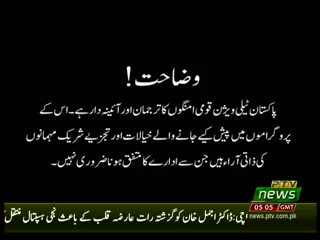 وضاحت!
پاکستان ٹیلی ویژن قومی امنگوں کا ترجمان اور آئینہ دار ہے۔ اس کے
پروگراموں میں پیش کیے جانے والے خیالات اور تجزیے شریک مہمانوں
کی ذاتی آراء ہیں جن سے ادارے کا متفق ہونا ضروری نہیں۔
PTV
news
5 05 GMT
www.ptv.com.pk
چی: ڈاکٹر اجمل خان کو گزشتہ رات عارضہ قلب کے باعث نجی ہسپتال منتقل